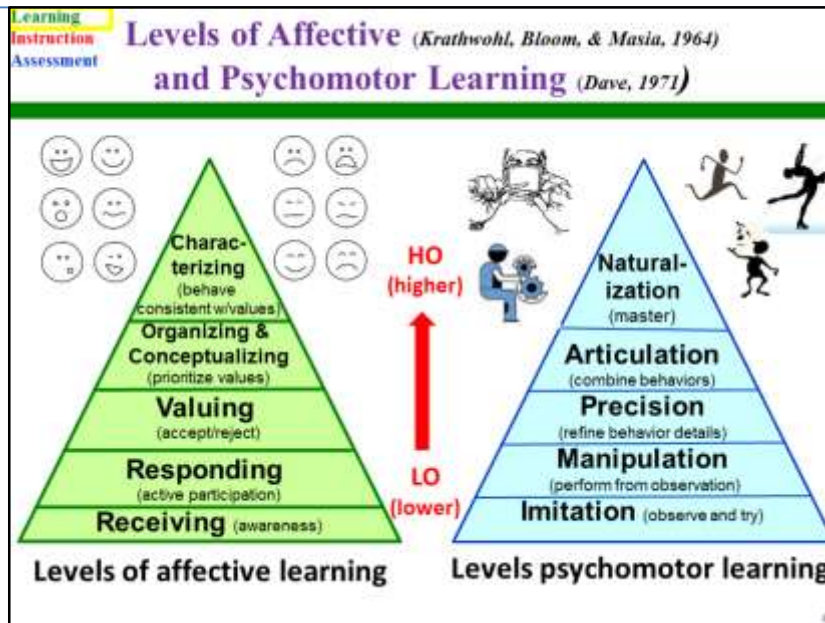 Learning
Instruction
Assessment
Levels of Affective (Krathwohl, Bloom, & Masia, 1964)
and Psychomotor Learning (Dave, 1971)
Charac-
terizing
(behave
consistent w/values)
Organizing &
Conceptualizing
(prioritize values)
Valuing
(accept/reject)
Responding
(active participation)
Receiving (awareness)
Levels of affective learning
HO
(higher)
LO
(lower)
Natural-
ization
(master)
Articulation
(combine behaviors)
Precision
(refine behavior details)
Manipulation
(perform from observation)
Imitation (observe and try)
Levels psychomotor learning